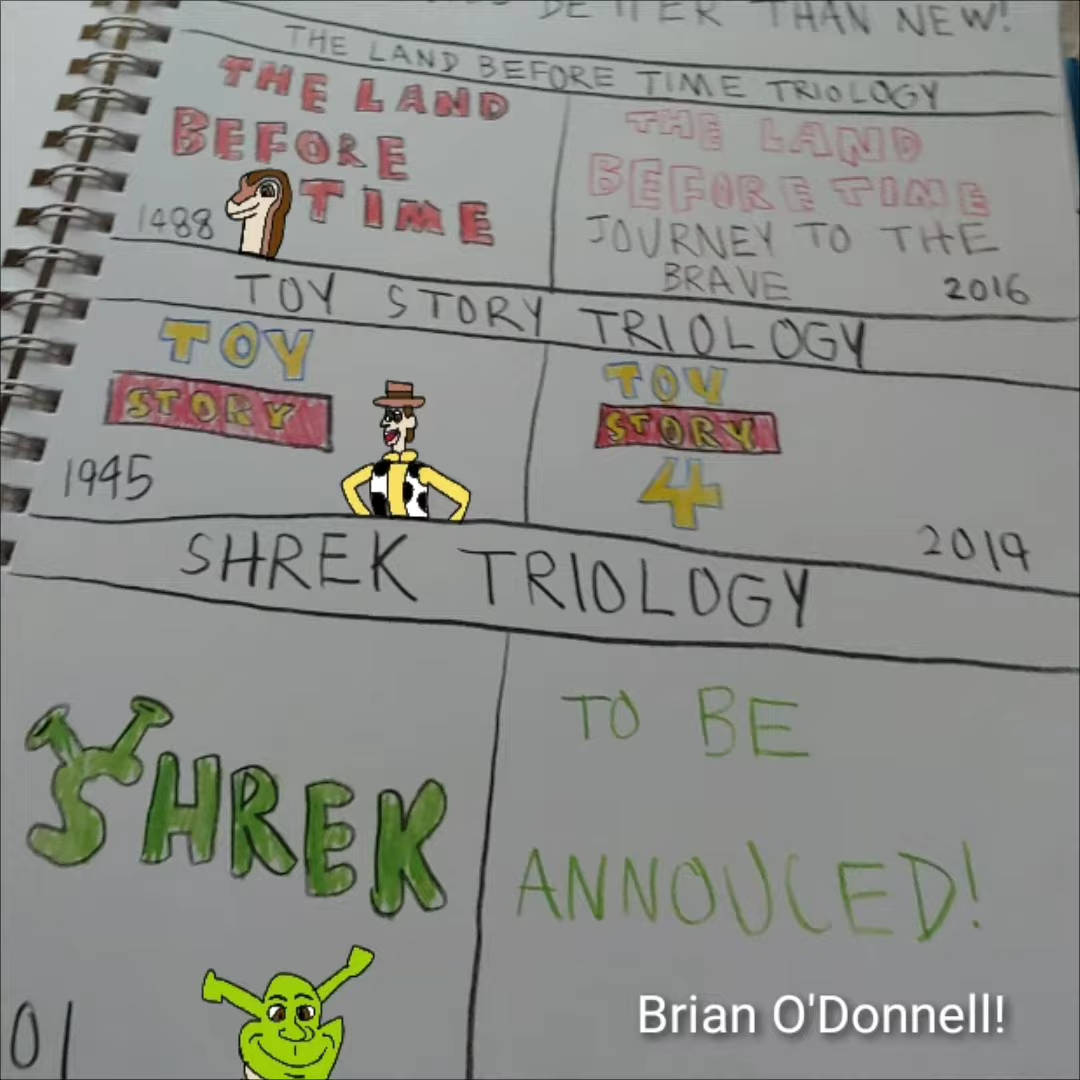 BETTER THAN NEW!
THE LAND BEFORE TIME TRIOLOGY
THE LAND
BEFORE
TIME
1488
THE LAND
BEFORE TIME
JOURNEY TO THE
BRAVE
2016
TOY STORY TRIOLOGY
TOY
STORY
1945
TOY
STORY
4
2019
SHREK TRIOLOGY
SHREK
01
TO BE
ANNOUCED!
Brian O'Donnell!